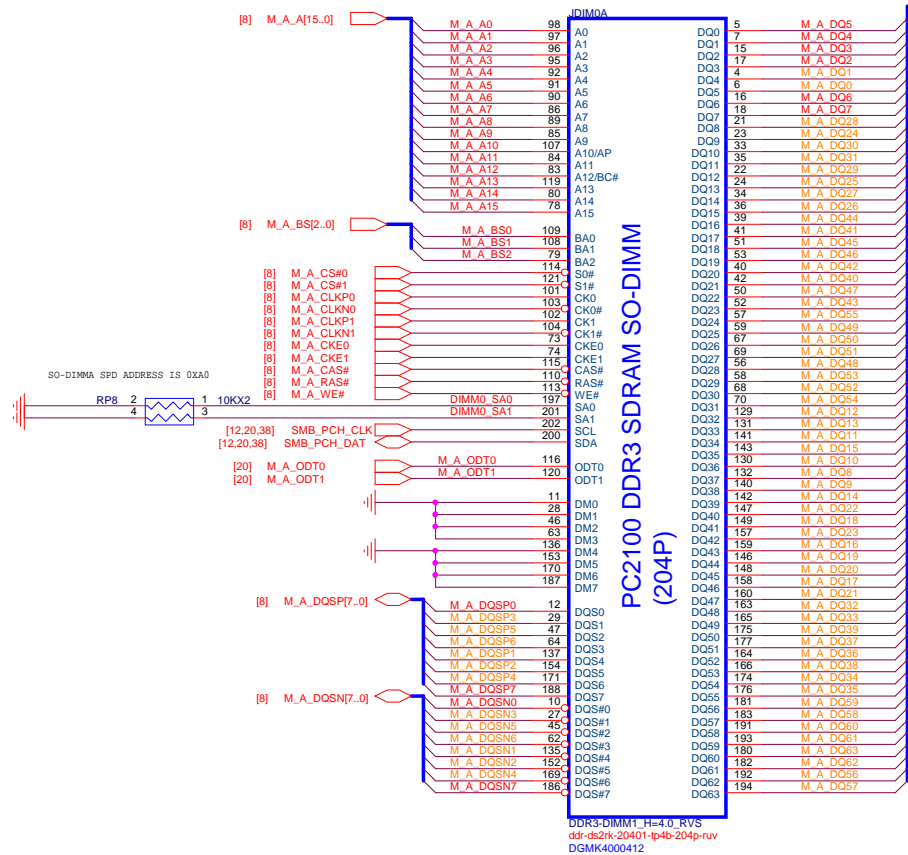 JDIM0A
[8] M_A_A[15..0]
M_A_A0 98 A0
M_A_A1 97 A1
M_A_A2 96 A2
M_A_A3 95 A3
M_A_A4 92 A4
M_A_A5 91 A5
M_A_A6 90 A6
M_A_A7 86 A7
M_A_A8 89 A8
M_A_A9 85 A9
M_A_A10 107 A10/AP
M_A_A11 84 A11
M_A_A12 83 A12/BC#
M_A_A13 119 A13
M_A_A14 80 A14
M_A_A15 78 A15
[8] M_A_BS[2..0]
M_A_BS0 109 BA0
M_A_BS1 108 BA1
M_A_BS2 79 BA2
[8] M_A_CS#0 114 S0#
[8] M_A_CS#1 121 S1#
[8] M_A_CLKP0 101 CK0
[8] M_A_CLKN0 103 CK0#
[8] M_A_CLKP1 102 CK1
[8] M_A_CLKN1 104 CK1#
[8] M_A_CKE0 73 CKE0
[8] M_A_CKE1 74 CKE1
[8] M_A_CAS# 115 CAS#
[8] M_A_RAS# 110 RAS#
[8] M_A_WE# 113 WE#
SO-DIMMA SPD ADDRESS IS 0XA0
RP8 2 1 10KX2 DIMM0_SA0 197 SA0
4 3 DIMM0_SA1 201 SA1
[12,20,38] SMB_PCH_CLK 202 SCL
[12,20,38] SMB_PCH_DAT 200 SDA
[20] M_A_ODT0 M_A_ODT0 116 ODT0
[20] M_A_ODT1 M_A_ODT1 120 ODT1
11 DM0
28 DM1
46 DM2
63 DM3
136 DM4
153 DM5
170 DM6
187 DM7
[8] M_A_DQSP[7..0]
M_A_DQSP0 12 DQS0
M_A_DQSP3 29 DQS1
M_A_DQSP5 47 DQS2
M_A_DQSP6 64 DQS3
M_A_DQSP1 137 DQS4
M_A_DQSP2 154 DQS5
M_A_DQSP4 171 DQS6
M_A_DQSP7 188 DQS7
[8] M_A_DQSN[7..0]
M_A_DQSN0 10 DQS#0
M_A_DQSN3 27 DQS#1
M_A_DQSN5 45 DQS#2
M_A_DQSN6 62 DQS#3
M_A_DQSN1 135 DQS#4
M_A_DQSN2 152 DQS#5
M_A_DQSN4 169 DQS#6
M_A_DQSN7 186 DQS#7
PC2100 DDR3 SDRAM SO-DIMM
(204P)
DQ0 5 M_A_DQ5
DQ1 7 M_A_DQ4
DQ2 15 M_A_DQ3
DQ3 17 M_A_DQ2
DQ4 4 M_A_DQ1
DQ5 6 M_A_DQ0
DQ6 16 M_A_DQ6
DQ7 18 M_A_DQ7
DQ8 21 M_A_DQ28
DQ9 23 M_A_DQ24
DQ10 33 M_A_DQ30
DQ11 35 M_A_DQ31
DQ12 22 M_A_DQ29
DQ13 24 M_A_DQ25
DQ14 34 M_A_DQ27
DQ15 36 M_A_DQ26
DQ16 39 M_A_DQ44
DQ17 41 M_A_DQ41
DQ18 51 M_A_DQ45
DQ19 53 M_A_DQ46
DQ20 40 M_A_DQ42
DQ21 42 M_A_DQ40
DQ22 50 M_A_DQ47
DQ23 52 M_A_DQ43
DQ24 57 M_A_DQ55
DQ25 59 M_A_DQ49
DQ26 67 M_A_DQ50
DQ27 69 M_A_DQ51
DQ28 56 M_A_DQ48
DQ29 58 M_A_DQ53
DQ30 68 M_A_DQ52
DQ31 70 M_A_DQ54
DQ32 129 M_A_DQ12
DQ33 131 M_A_DQ13
DQ34 141 M_A_DQ11
DQ35 143 M_A_DQ15
DQ36 130 M_A_DQ10
DQ37 132 M_A_DQ8
DQ38 140 M_A_DQ9
DQ39 142 M_A_DQ14
DQ40 147 M_A_DQ22
DQ41 149 M_A_DQ18
DQ42 157 M_A_DQ23
DQ43 159 M_A_DQ16
DQ44 146 M_A_DQ19
DQ45 148 M_A_DQ20
DQ46 158 M_A_DQ17
DQ47 160 M_A_DQ21
DQ48 163 M_A_DQ32
DQ49 165 M_A_DQ33
DQ50 175 M_A_DQ39
DQ51 177 M_A_DQ37
DQ52 164 M_A_DQ36
DQ53 166 M_A_DQ38
DQ54 174 M_A_DQ34
DQ55 176 M_A_DQ35
DQ56 181 M_A_DQ59
DQ57 183 M_A_DQ58
DQ58 191 M_A_DQ60
DQ59 193 M_A_DQ61
DQ60 180 M_A_DQ63
DQ61 182 M_A_DQ62
DQ62 192 M_A_DQ56
DQ63 194 M_A_DQ57
DDR3-DIMM1_H=4.0_RVS
ddr-ds2rk-20401-tp4b-204p-ruv
DGMK4000412